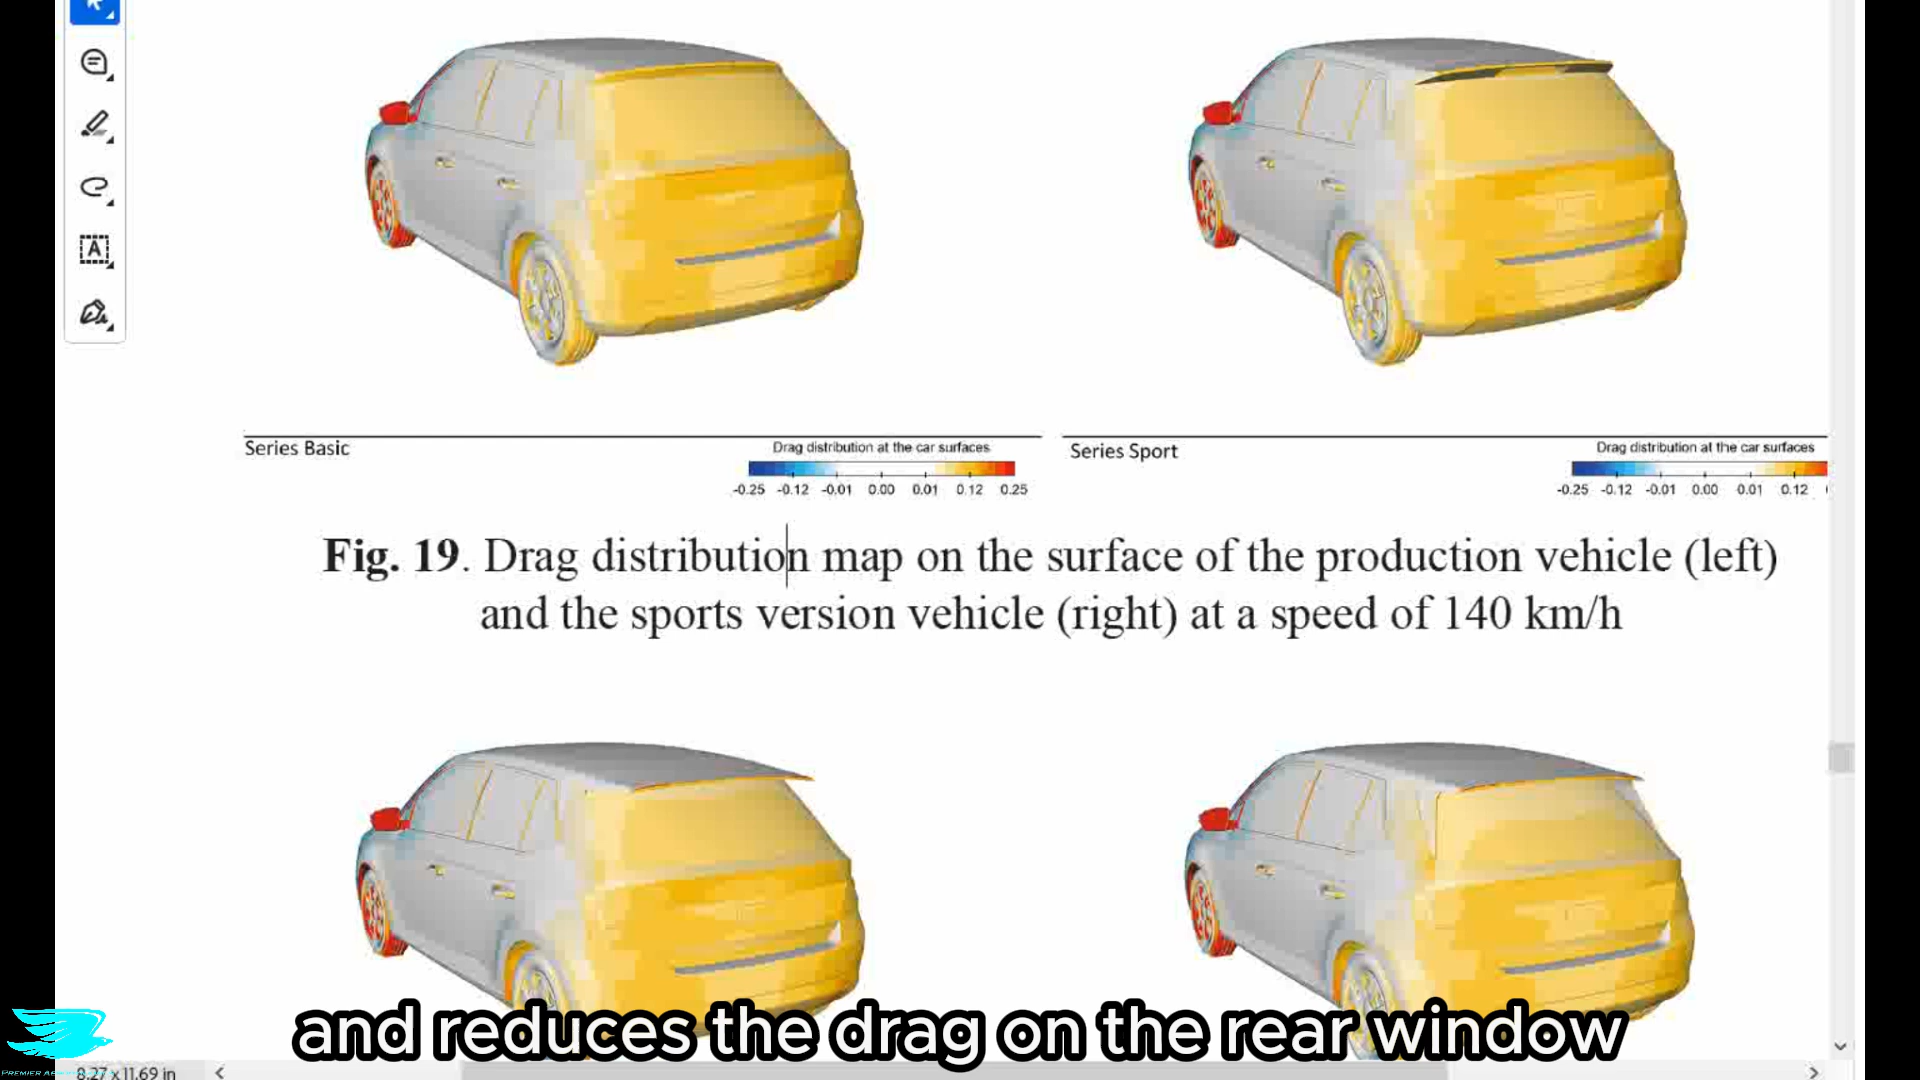 A
Series Basic
Drag distribution at the car surfaces
-0.25 -0.12 -0.01 0.00 0.01 0.12 0.25
Series Sport
Drag distribution at the car surfaces
-0.25 -0.12 -0.01 0.00 0.01 0.12
Fig. 19. Drag distribution map on the surface of the production vehicle (left)
and the sports version vehicle (right) at a speed of 140 km/h
and reduces the drag on the rear window
8.27 x 11.69 in